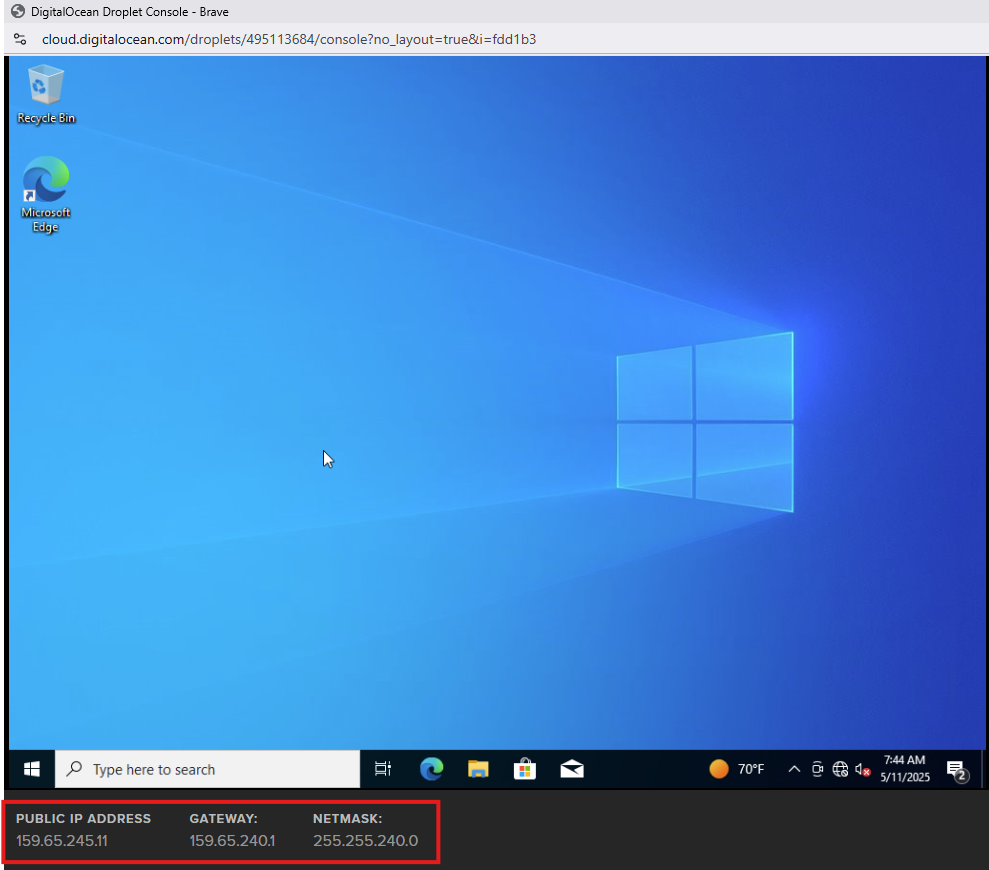 DigitalOcean Droplet Console - Brave
cloud.digitalocean.com/droplets/495113684/console?no_layout=true&i=fdd1b3
Recycle Bin
Microsoft
Edge
Type here to search
70°F
7:44 AM
5/11/2025
2
PUBLIC IP ADDRESS GATEWAY: NETMASK:
159.65.245.11 159.65.240.1 255.255.240.0